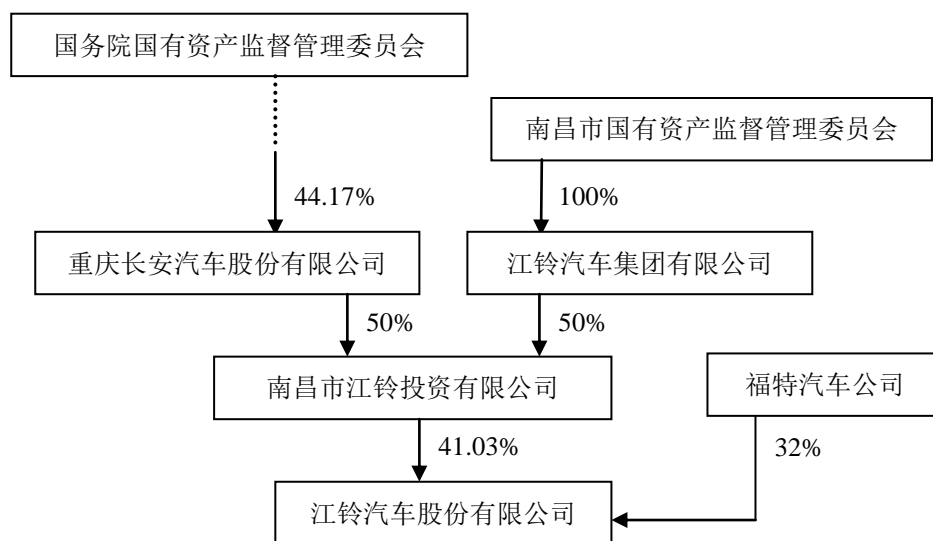 国务院国有资产监督管理委员会
南昌市国有资产监督管理委员会
44.17%
100%
重庆长安汽车股份有限公司
江铃汽车集团有限公司
50%
50%
南昌市江铃投资有限公司
福特汽车公司
41.03%
32%
江铃汽车股份有限公司